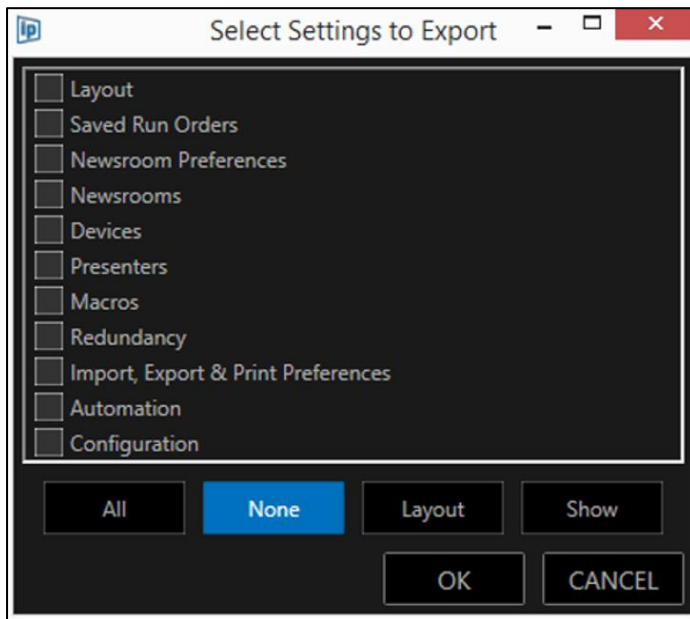 ip
Select Settings to Export
Layout
Saved Run Orders
Newsroom Preferences
Newsrooms
Devices
Presenters
Macros
Redundancy
Import, Export & Print Preferences
Automation
Configuration
All None Layout Show
OK CANCEL